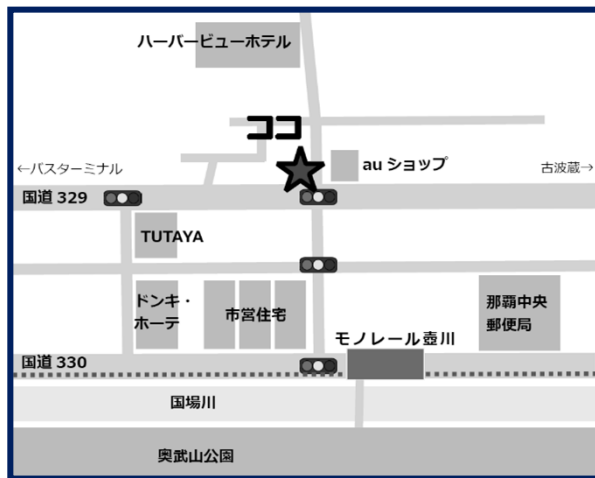 ハーバービューホテル
ココ
←バスターミナル
auショップ
古波蔵→
国道 329
TUTAYA
ドンキ・
ホーテ
市営住宅
那覇中央
郵便局
モノレール壺川
国道 330
国場川
奥武山公園